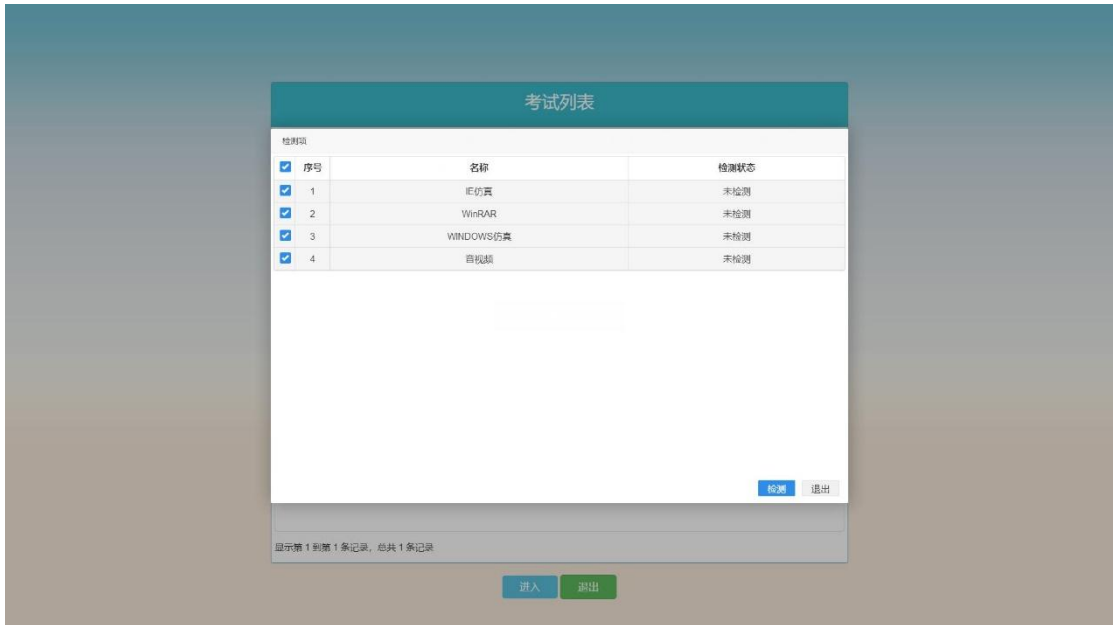 考试列表
检测项
序号 名称 检测状态
1 IE仿真 未检测
2 WinRAR 未检测
3 WINDOWS仿真 未检测
4 音视频 未检测
检测 退出
显示第 1 到第 1 条记录，总共 1 条记录
进入 退出